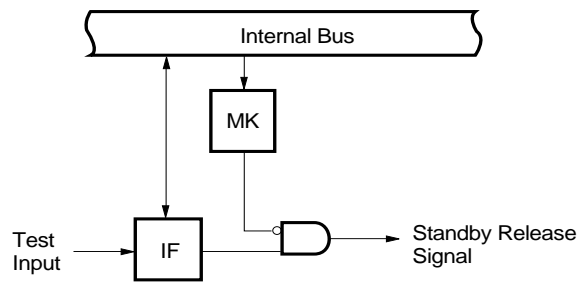 Internal Bus
MK
Test
Input
IF
Standby Release
Signal